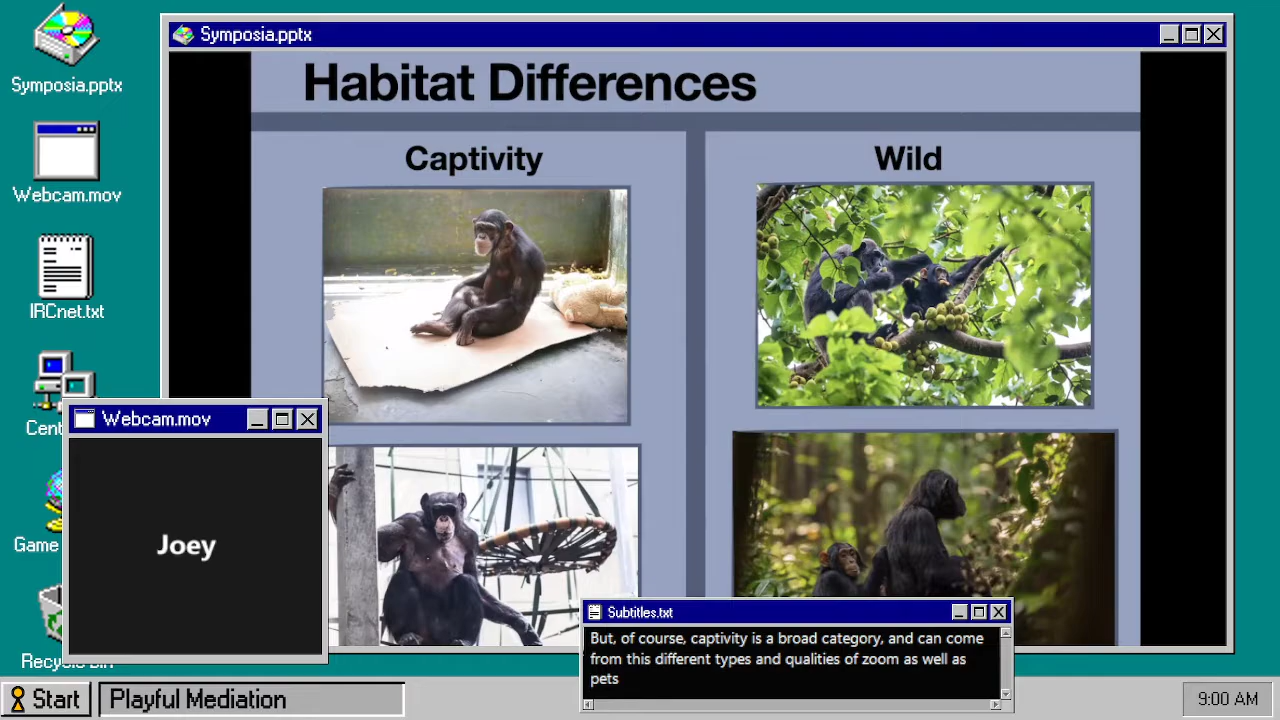 Symposia.pptx
Webcam.mov
IRCnet.txt
Cent
Game
Recycle Bin
Symposia.pptx
Habitat Differences
Captivity
Wild
Webcam.mov
Joey
Subtitles.txt
But, of course, captivity is a broad category, and can come
from this different types and qualities of zoom as well as
pets
Start
Playful Mediation
9:00 AM